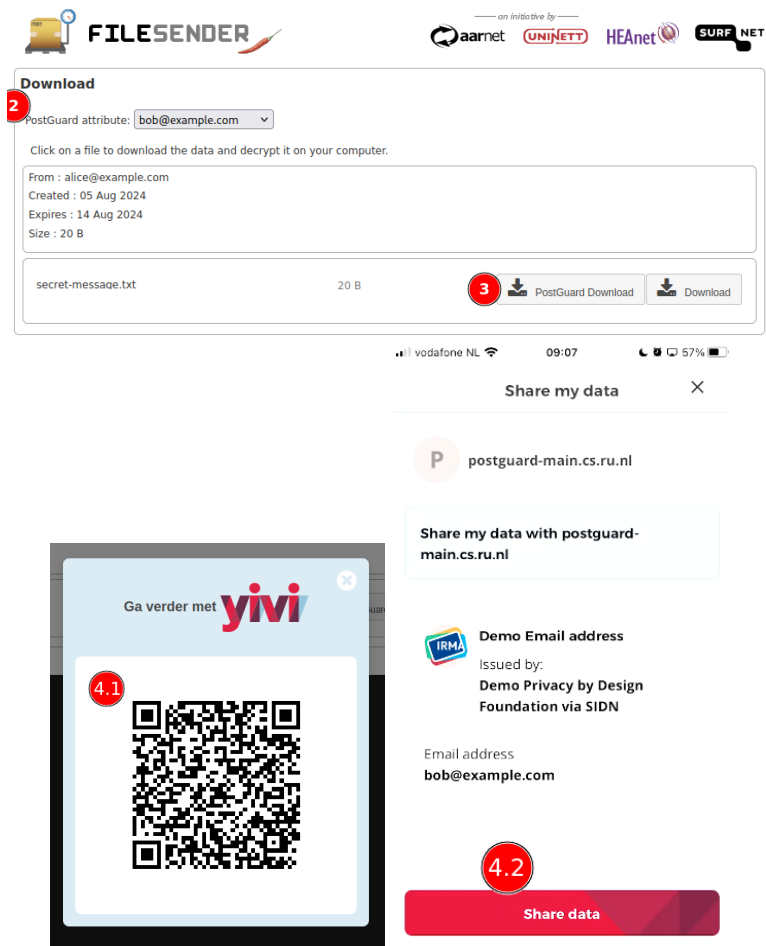 FILESENDER
an initiative by
aarnet
UNINETT
HEAnet
SURF NET
Download
2
PostGuard attribute: bob@example.com
Click on a file to download the data and decrypt it on your computer.
From : alice@example.com
Created : 05 Aug 2024
Expires : 14 Aug 2024
Size : 20 B
secret-message.txt 20 B 3 PostGuard Download Download
vodafone NL 09:07 57%
Share my data
P postguard-main.cs.ru.nl
Share my data with postguard-
main.cs.ru.nl
Ga verder met yivi
4.1
IRMA
Demo Email address
Issued by:
Demo Privacy by Design
Foundation via SIDN
Email address
bob@example.com
4.2
Share data